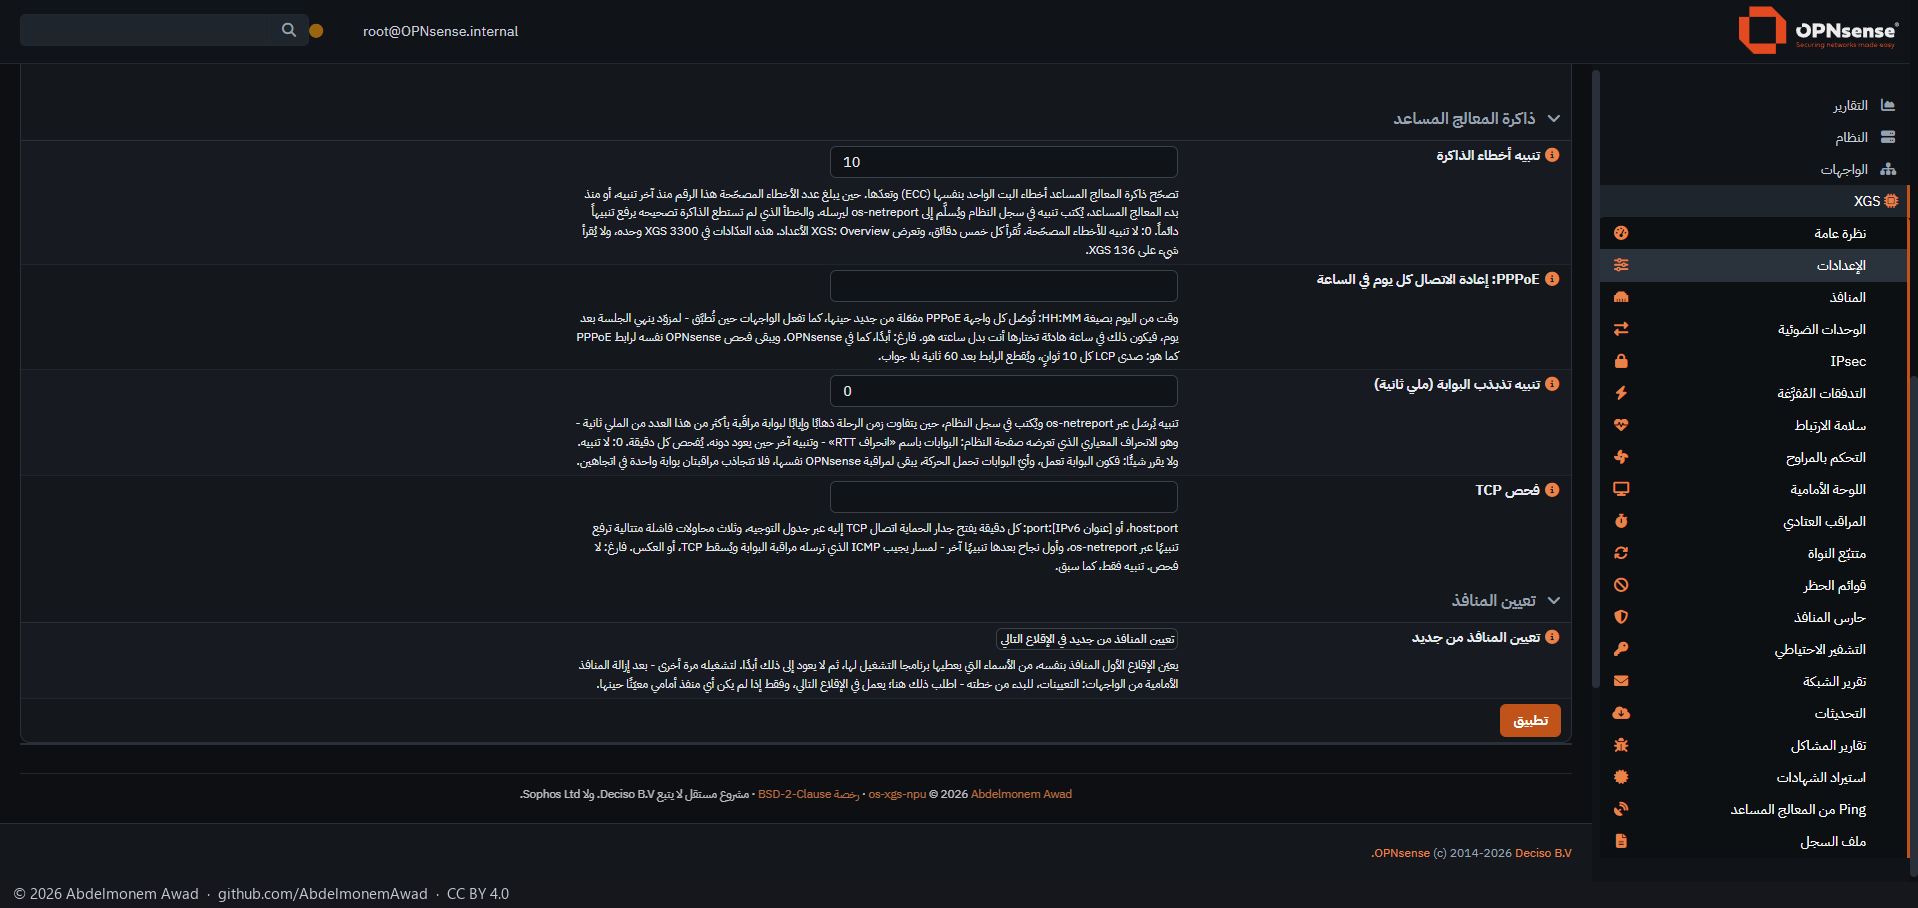 root@OPNsense.internal
OPNsense®
Securing networks made easy
التقارير
النظام
الواجهات
XGS
نظرة عامة
الإعدادات
المنافذ
الوحدات الضوئية
IPsec
التدفقات المُفرَّغة
سلامة الارتباط
التحكم بالمراوح
اللوحة الأمامية
المراقب العتادي
متتبّع النواة
قوائم الحظر
حارس المنافذ
التشفير الاحتياطي
تقرير الشبكة
التحديثات
تقارير المشاكل
استيراد الشهادات
Ping من المعالج المساعد
ملف السجل
ذاكرة المعالج المساعد
تنبيه أخطاء الذاكرة
10
تصحّح ذاكرة المعالج المساعد أخطاء البت الواحد بنفسها (ECC) وتعدّها. حين يبلغ عدد الأخطاء المصحّحة هذا الرقم منذ آخر تنبيه، أو منذ
بدء المعالج المساعد، يُكتب تنبيه في سجل النظام ويُسلَّم إلى os-netreport ليرسله. والخطأ الذي لم تستطع الذاكرة تصحيحه يرفع تنبيهاً
دائماً. 0: لا تنبيه للأخطاء المصحّحة. تُقرأ كل خمس دقائق، وتعرض XGS: Overview الأعداد. هذه العدّادات في XGS 3300 وحده، ولا يُقرأ
شيء على XGS 136.
PPPoE: إعادة الاتصال كل يوم في الساعة
وقت من اليوم بصيغة HH:MM: تُوصَل كل واجهة PPPoE مفعّلة من جديد حينها، كما تفعل الواجهات حين تُطبَّق - لمزوّد ينهي الجلسة بعد
يوم، فيكون ذلك في ساعة هادئة تختارها أنت بدل ساعته هو. فارغ: أبدًا، كما في OPNsense. ويبقى فحص OPNsense نفسه لرابط PPPoE
كما هو: صدى LCP كل 10 ثوانٍ، ويُقطع الرابط بعد 60 ثانية بلا جواب.
تنبيه تذبذب البوابة (ملي ثانية)
0
تنبيه يُرسَل عبر os-netreport ويُكتب في سجل النظام، حين يتفاوت زمن الرحلة ذهابًا وإيابًا لبوابة مراقَبة بأكثر من هذا العدد من الملي ثانية -
وهو الانحراف المعياري الذي تعرضه صفحة النظام: البوابات باسم «انحراف RTT» - وتنبيه آخر حين يعود دونه. يُفحص كل دقيقة. 0: لا تنبيه.
ولا يقرر شيئًا: فكون البوابة تعمل، وأيّ البوابات تحمل الحركة، يبقى لمراقبة OPNsense نفسها، فلا تتجاذب مراقبتان بوابة واحدة في اتجاهين.
فحص TCP
host:port، أو [عنوان IPv6]:port: كل دقيقة يفتح جدار الحماية اتصال TCP إليه عبر جدول التوجيه، وثلاث محاولات فاشلة متتالية ترفع
تنبيهًا عبر os-netreport، وأول نجاح بعدها تنبيهًا آخر - لمسار يجيب ICMP الذي ترسله مراقبة البوابة ويُسقط TCP، أو العكس. فارغ: لا
فحص. تنبيه فقط، كما سبق.
تعيين المنافذ
تعيين المنافذ من جديد
تعيين المنافذ من جديد في الإقلاع التالي
يعيّن الإقلاع الأول المنافذ بنفسه، من الأسماء التي يعطيها برنامجا التشغيل لها، ثم لا يعود إلى ذلك أبدًا. لتشغيله مرة أخرى - بعد إزالة المنافذ
الأمامية من الواجهات: التعيينات، للبدء من خطته - اطلب ذلك هنا؛ يعمل في الإقلاع التالي، وفقط إذا لم يكن أي منفذ أمامي معيّنًا حينها.
تطبيق
os-xgs-npu © 2026 Abdelmonem Awad · رخصة BSD-2-Clause · مشروع مستقل لا يتبع Deciso B.V. ولا Sophos Ltd.
OPNsense (c) 2014-2026 Deciso B.V.
© 2026 Abdelmonem Awad · github.com/AbdelmonemAwad · CC BY 4.0